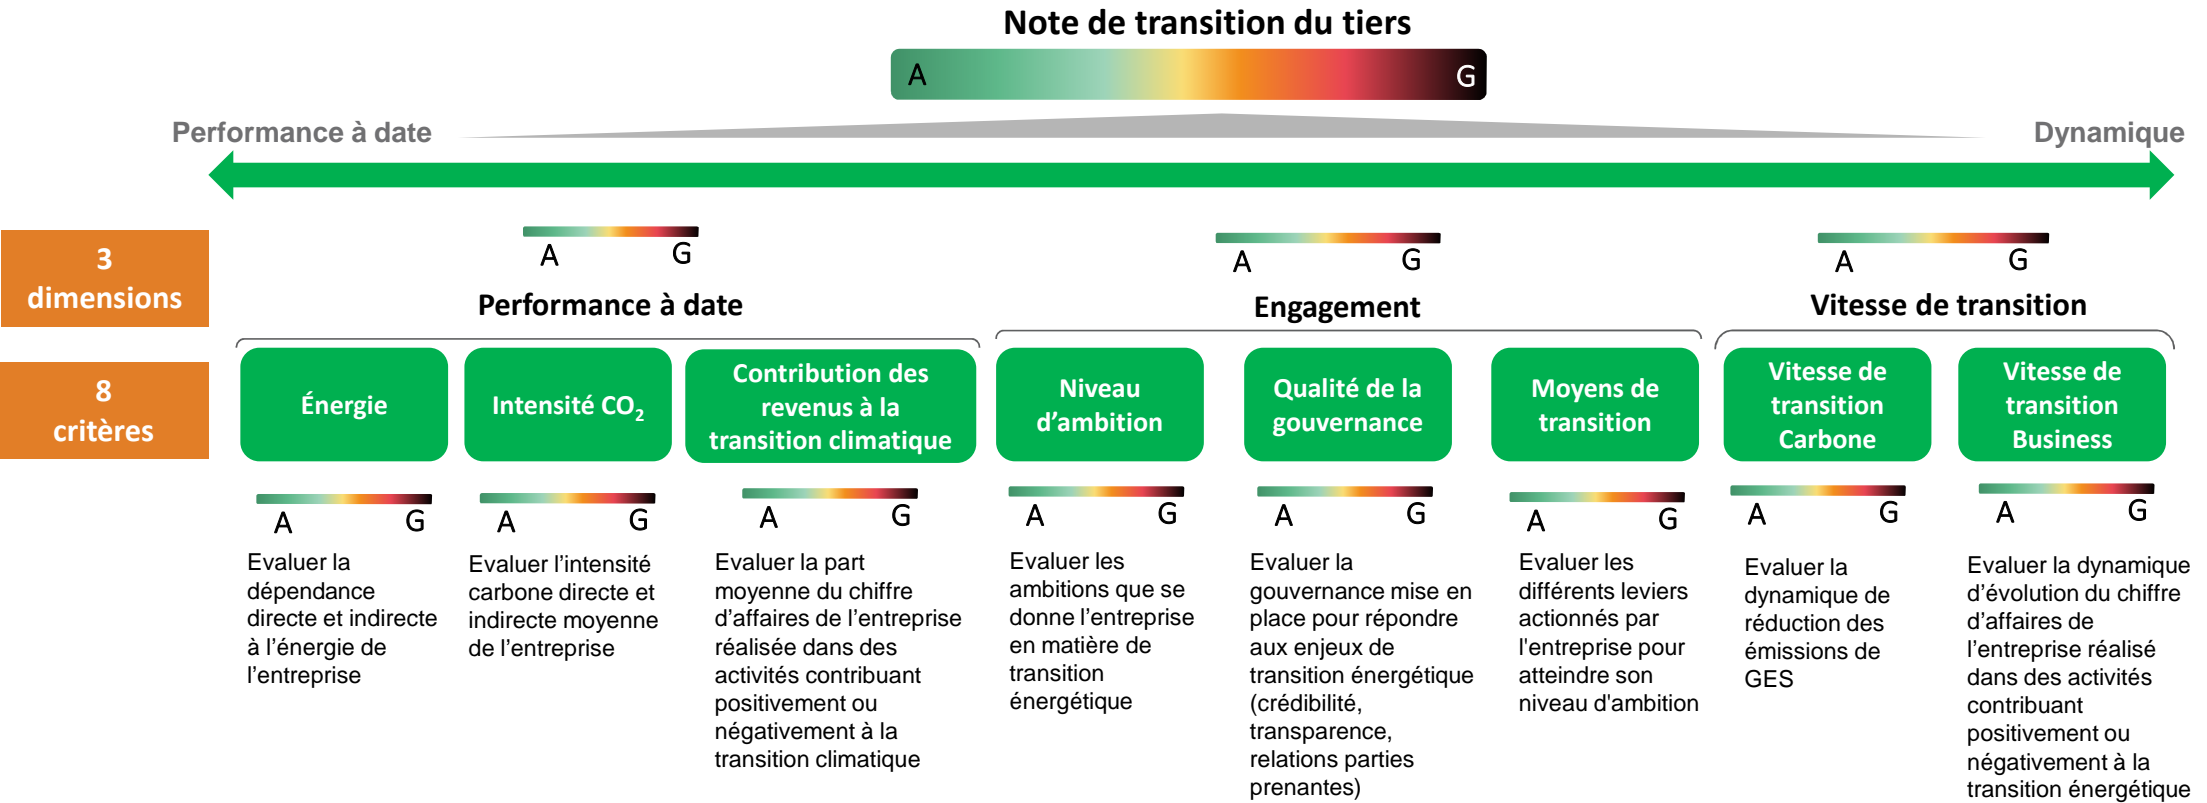 Note de transition du tiers
A
G
Performance à date
Dynamique
3
dimensions
A
G
Performance à date
A
G
Engagement
A
G
Vitesse de transition
8
critères
Énergie
Intensité CO2
Contribution des
revenus à la
transition climatique
Niveau
d’ambition
Qualité de la
gouvernance
Moyens de
transition
Vitesse de
transition
Carbone
Vitesse de
transition
Business
A
G
Evaluer la
dépendance
directe et indirecte
à l’énergie de
l’entreprise
A
G
Evaluer l’intensité
carbone directe et
indirecte moyenne
de l’entreprise
A
G
Evaluer la part
moyenne du chiffre
d’affaires de l’entreprise
réalisée dans des
activités contribuant
positivement ou
négativement à la
transition climatique
A
G
Evaluer les
ambitions que se
donne l’entreprise
en matière de
transition
énergétique
A
G
Evaluer la
gouvernance mise en
place pour répondre
aux enjeux de
transition énergétique
(crédibilité,
transparence,
relations parties
prenantes)
A
G
Evaluer les
différents leviers
actionnés par
l'entreprise pour
atteindre son
niveau d'ambition
A
G
Evaluer la
dynamique de
réduction des
émissions de
GES
A
G
Evaluer la dynamique
d’évolution du chiffre
d’affaires de
l’entreprise réalisé
dans des activités
contribuant
positivement ou
négativement à la
transition énergétique